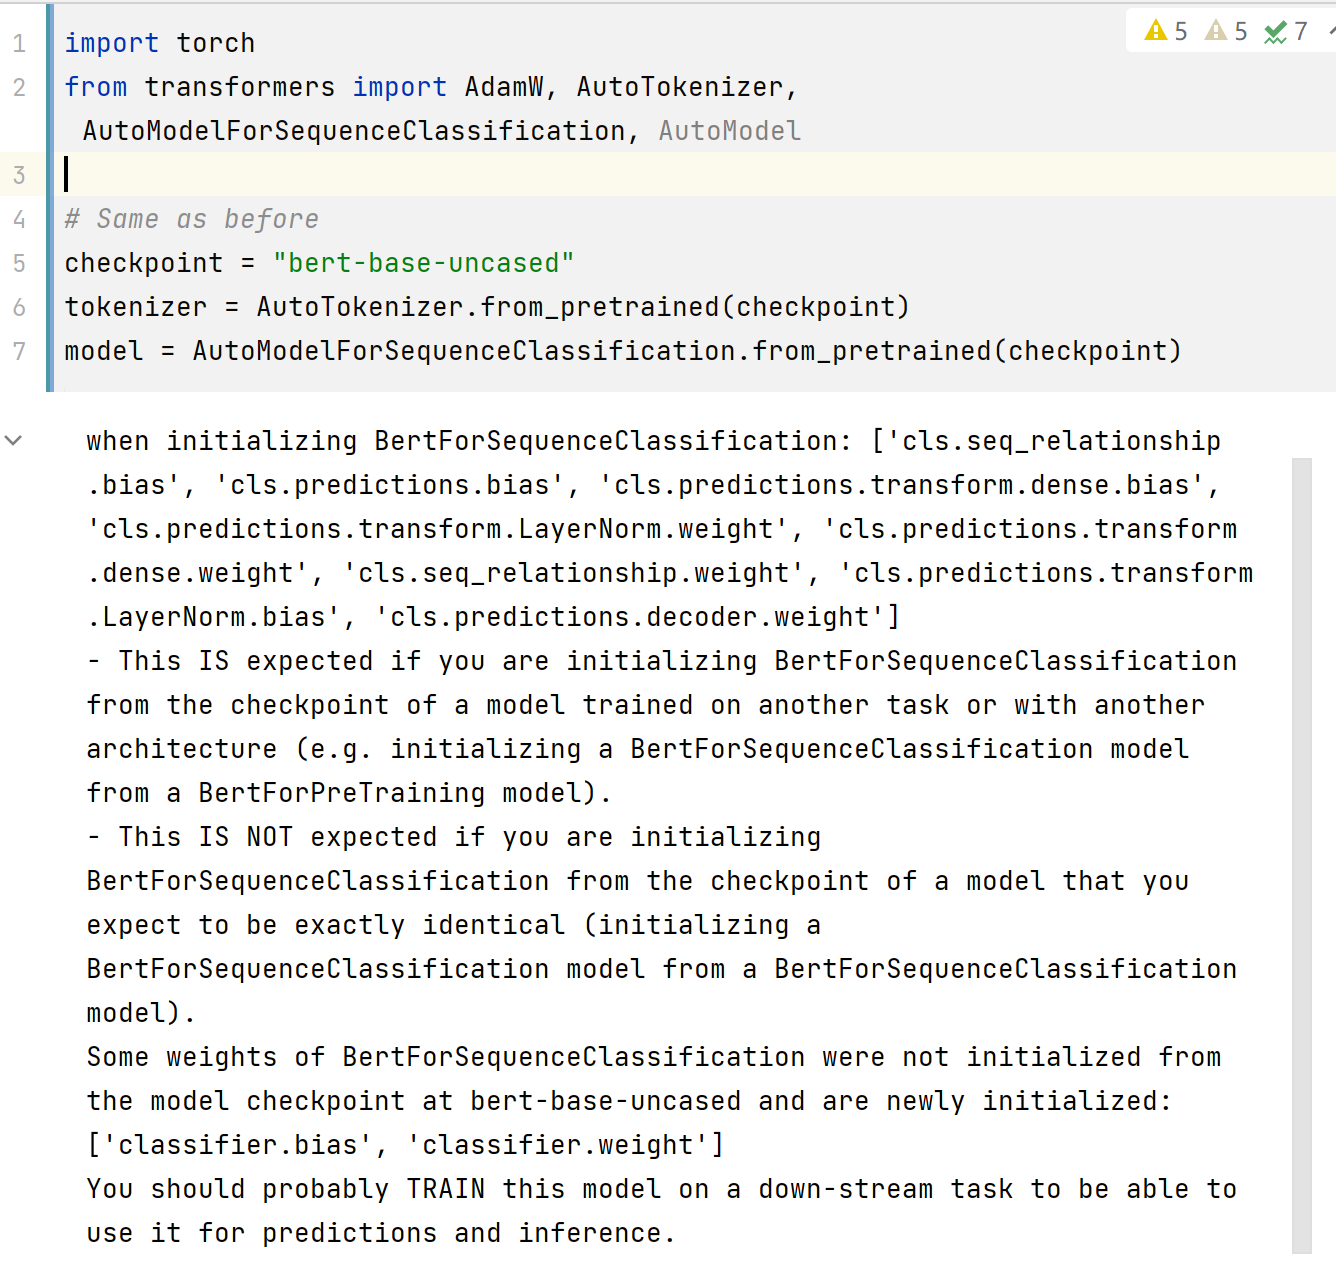 5 5 7
1 import torch
2 from transformers import AdamW, AutoTokenizer,
AutoModelForSequenceClassification, AutoModel
3
4 # Same as before
5 checkpoint = "bert-base-uncased"
6 tokenizer = AutoTokenizer.from_pretrained(checkpoint)
7 model = AutoModelForSequenceClassification.from_pretrained(checkpoint)
when initializing BertForSequenceClassification: ['cls.seq_relationship
.bias', 'cls.predictions.bias', 'cls.predictions.transform.dense.bias',
'cls.predictions.transform.LayerNorm.weight', 'cls.predictions.transform
.dense.weight', 'cls.seq_relationship.weight', 'cls.predictions.transform
.LayerNorm.bias', 'cls.predictions.decoder.weight']
- This IS expected if you are initializing BertForSequenceClassification
from the checkpoint of a model trained on another task or with another
architecture (e.g. initializing a BertForSequenceClassification model
from a BertForPreTraining model).
- This IS NOT expected if you are initializing
BertForSequenceClassification from the checkpoint of a model that you
expect to be exactly identical (initializing a
BertForSequenceClassification model from a BertForSequenceClassification
model).
Some weights of BertForSequenceClassification were not initialized from
the model checkpoint at bert-base-uncased and are newly initialized:
['classifier.bias', 'classifier.weight']
You should probably TRAIN this model on a down-stream task to be able to
use it for predictions and inference.